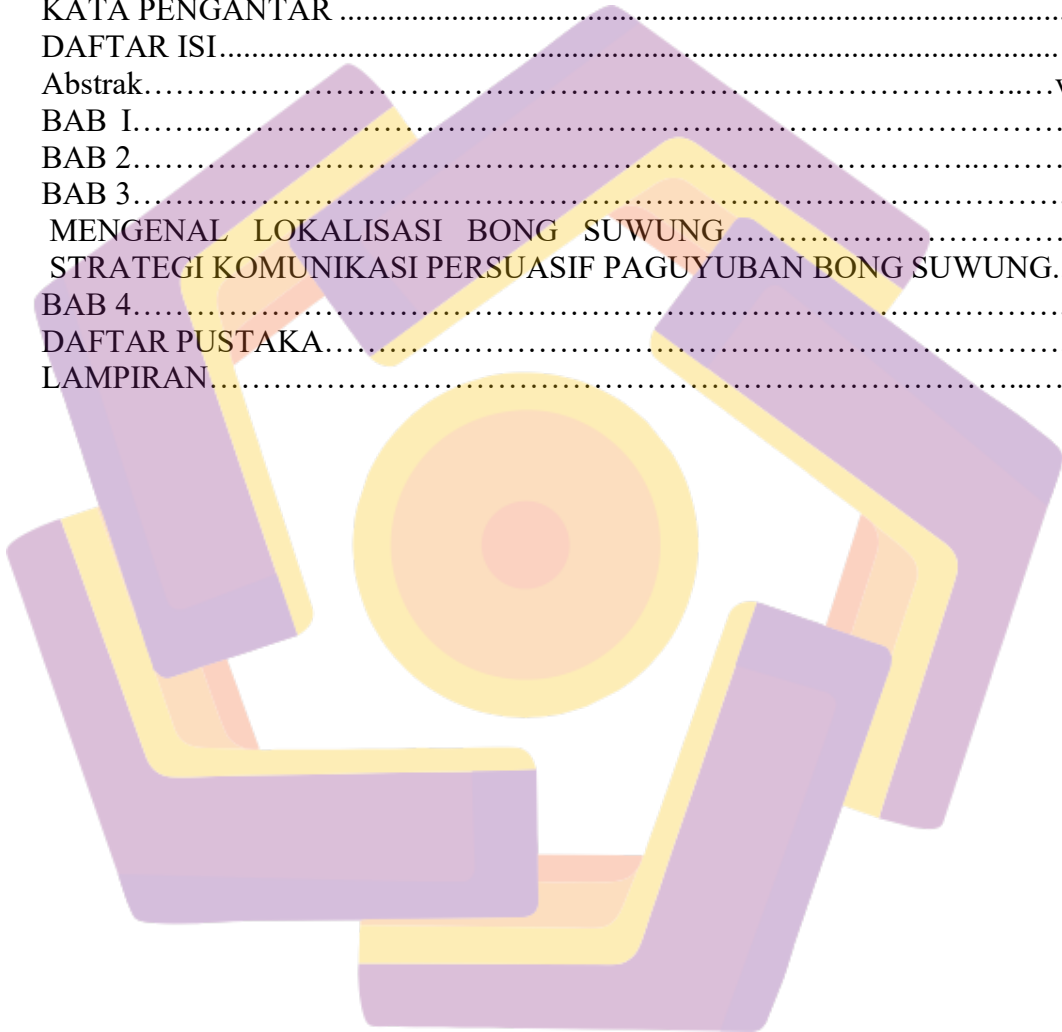 KATA PENGANTAR ..........................................................................................
DAFTAR ISI..........................................................................................
Abstrak……………………………………………………………………..…v
BAB  I……..……………………………………………………………………
BAB 2………………………………………………………………..………
BAB 3……………………………………………………………………………
MENGENAL LOKALISASI BONG SUWUNG……………………………
STRATEGI KOMUNIKASI PERSUASIF PAGUYUBAN BONG SUWUNG.
BAB 4……………………………………………………………………………
DAFTAR PUSTAKA……………………………………………………………
LAMPIRAN……………………………………………………………………..…